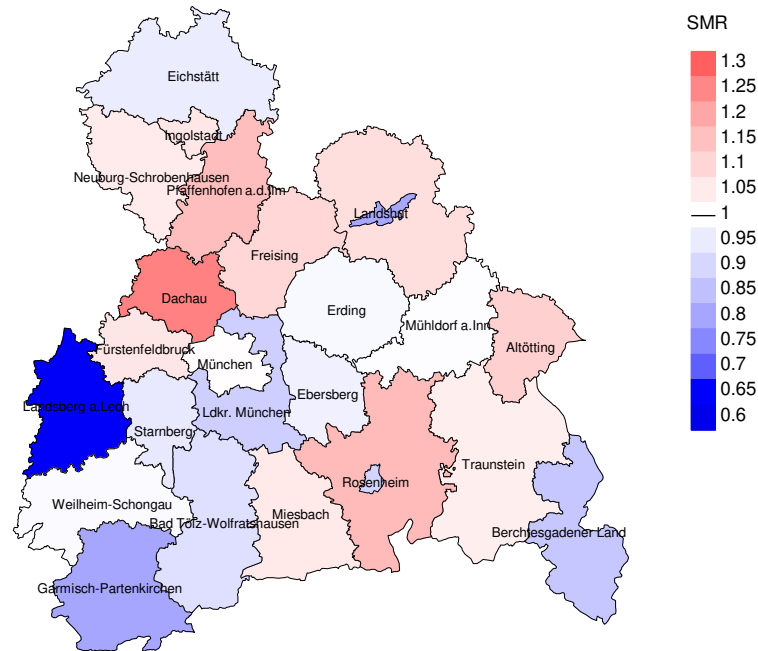 SMR
1.3
1.25
1.2
1.15
1.1
1.05
1
0.95
0.9
0.85
0.8
0.75
0.7
0.65
0.6
Eichstätt
Ingolstadt
Neuburg-Schrobenhausen
Pfaffenhofen a.d.Ilm
Landshut
Freising
Dachau
Erding
Mühldorf a.Inn
Fürstenfeldbruck
München
Altötting
Ebersberg
Landsberg a.Lech
Ldkr. München
Starnberg
Traunstein
Rosenheim
Weilheim-Schongau
Miesbach
Bad Tölz-Wolfratshausen
Berchtesgadener Land
Garmisch-Partenkirchen